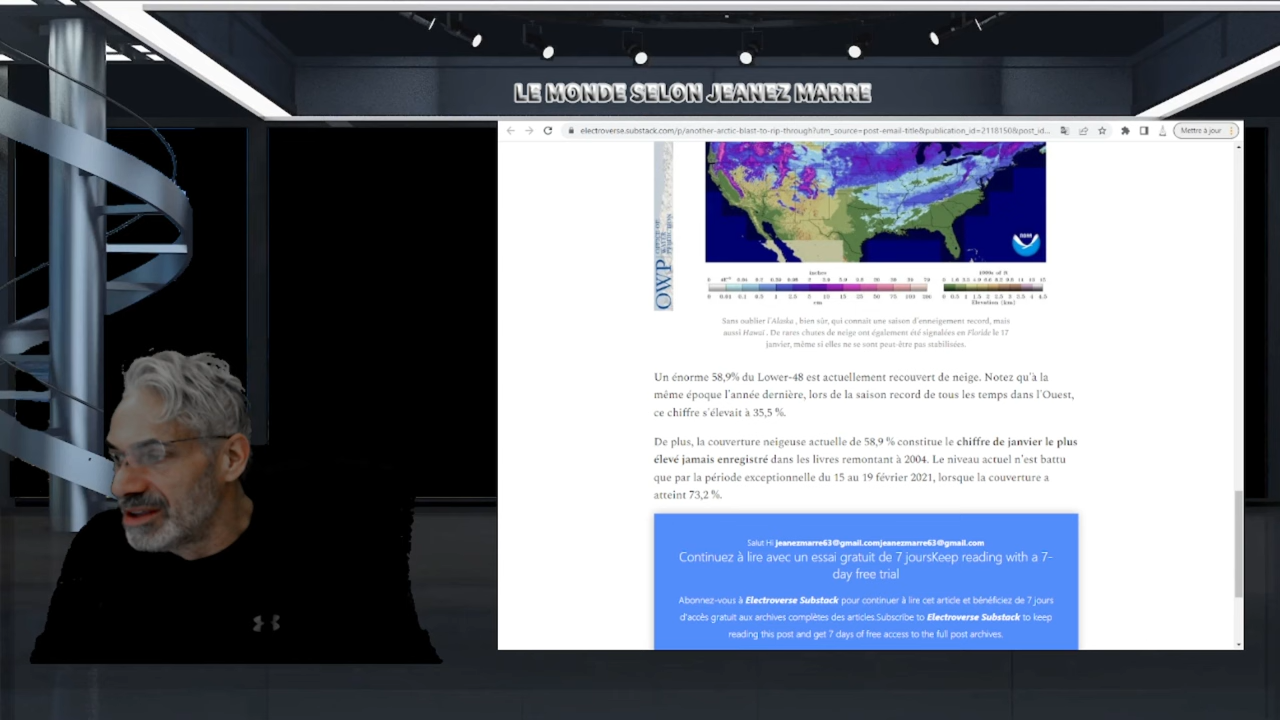 LE MONDE SELON JEANEZ MARRE
electroverse.substack.com/p/another-arctic-blast-to-rip-through?utm_source=post-email-title&publication_id=2118150&post_id...
Mettre à jour
OWP
inches
cm
Elevation (km)
Sans oublier l'Alaska , bien sûr, qui connaît une saison d'enneigement record, mais
aussi Hawaï . De rares chutes de neige ont également été signalées en Floride le 17
janvier, même si elles ne se sont peut-être pas stabilisées.
Un énorme 58,9% du Lower-48 est actuellement recouvert de neige. Notez qu'à la
même époque l'année dernière, lors de la saison record de tous les temps dans l'Ouest,
ce chiffre s'élevait à 35,5 %.
De plus, la couverture neigeuse actuelle de 58,9 % constitue le chiffre de janvier le plus
élevé jamais enregistré dans les livres remontant à 2004. Le niveau actuel n'est battu
que par la période exceptionnelle du 15 au 19 février 2021, lorsque la couverture a
atteint 73,2 %.
Salut Hi jeanezmarre63@gmail.comjeanezmarre63@gmail.com
Continuez à lire avec un essai gratuit de 7 joursKeep reading with a 7-
day free trial
Abonnez-vous à Electroverse Substack pour continuer à lire cet article et bénéficiez de 7 jours
d'accès gratuit aux archives complètes des articles.Subscribe to Electroverse Substack to keep
reading this post and get 7 days of free access to the full post archives.